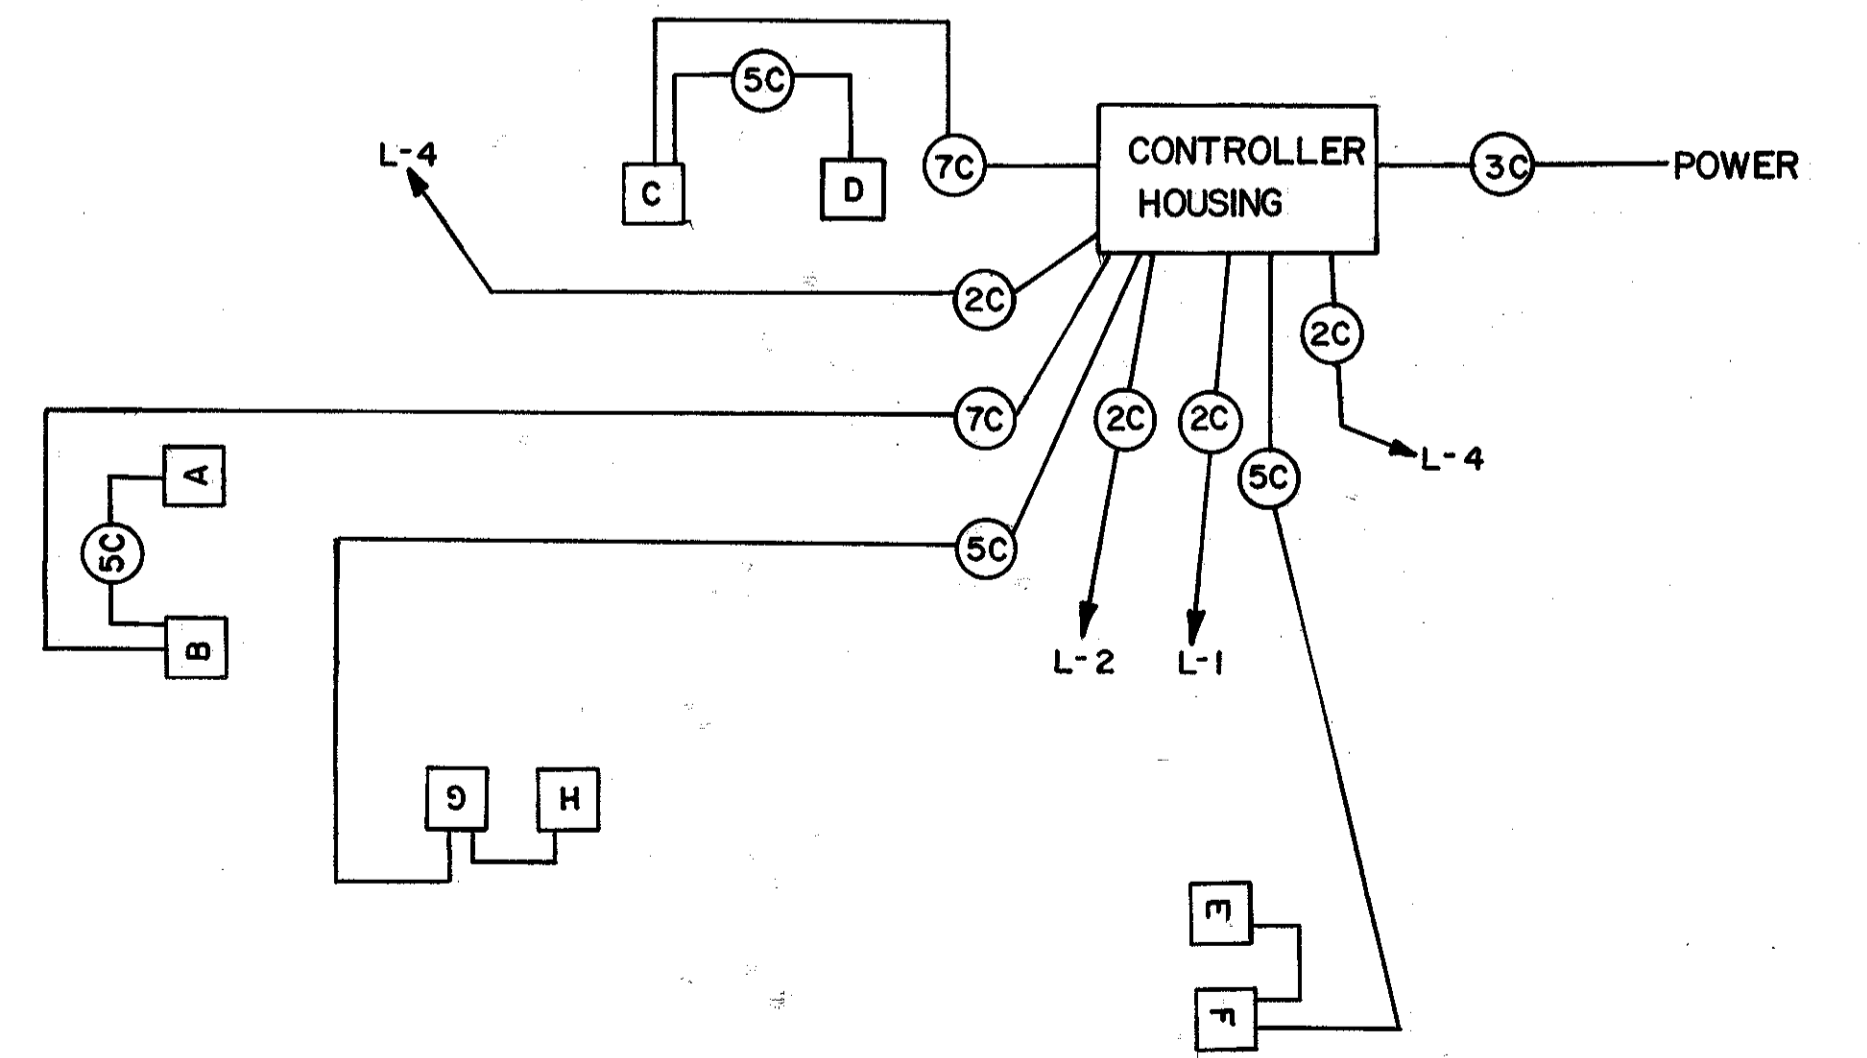 5C
CONTROLLER
HOUSING
7C
3C
POWER
L-4
C
D
2C
2C
7C
2C
2C
L-4
A
5C
5C
5C
B
L-2
L-1
G
H
E
F